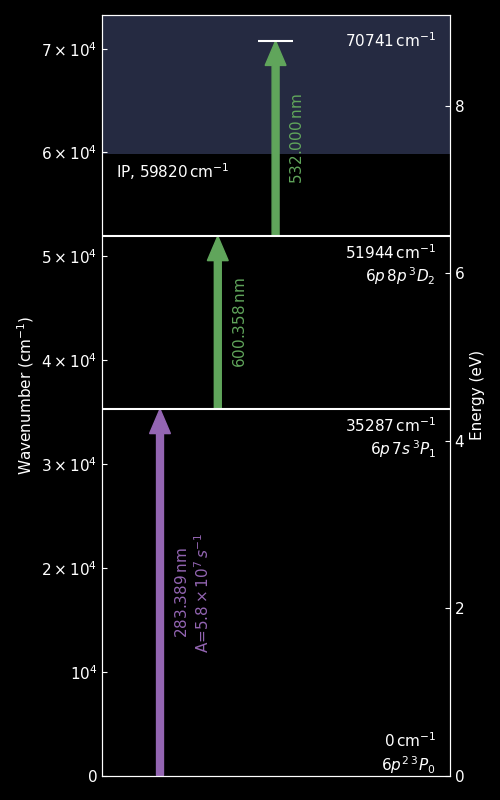 7 × 10⁴
70741 cm⁻¹
8
532.000 nm
6 × 10⁴
IP, 59820 cm⁻¹
5 × 10⁴
51944 cm⁻¹
6p 8p ³D₂
6
600.358 nm
4 × 10⁴
Wavenumber (cm⁻¹)
Energy (eV)
35287 cm⁻¹
6p 7s ³P₁
4
3 × 10⁴
283.389 nm
A=5.8 × 10⁷ s⁻¹
2 × 10⁴
2
10⁴
0 cm⁻¹
6p² ³P₀
0
0